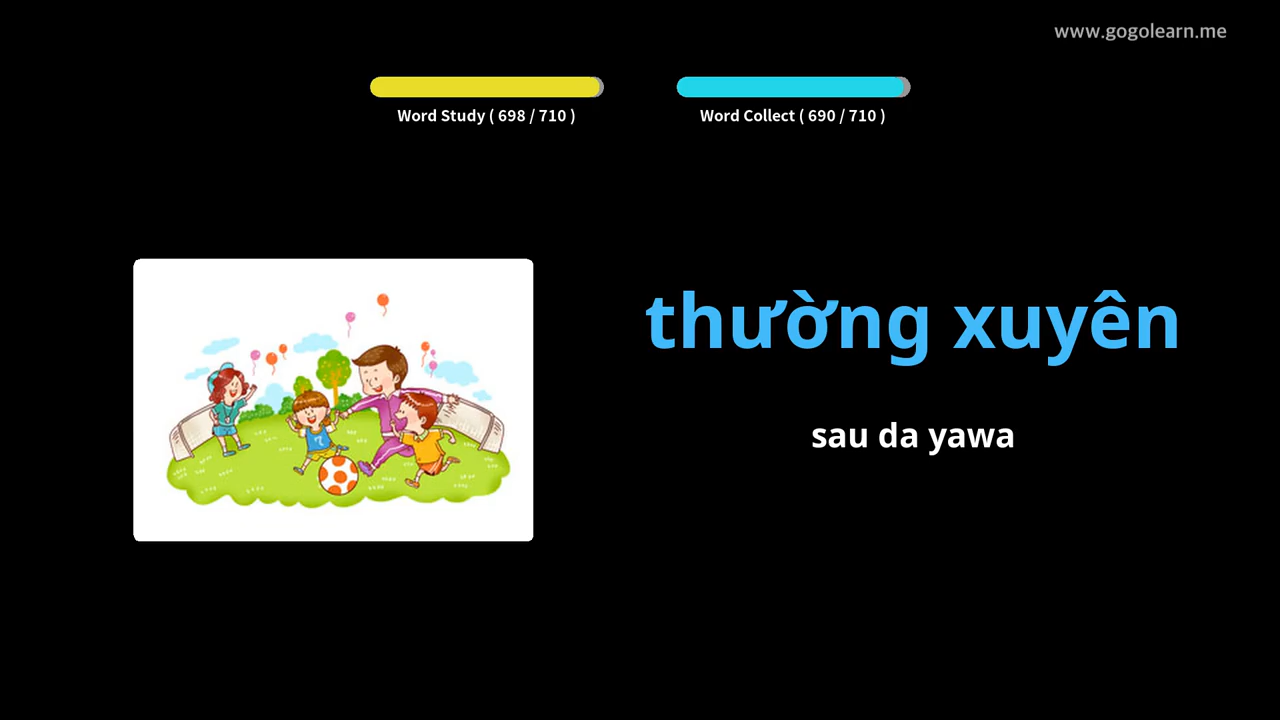 www.gogolearn.me
Word Study ( 698 / 710 )
Word Collect ( 690 / 710 )
thường xuyên
sau da yawa